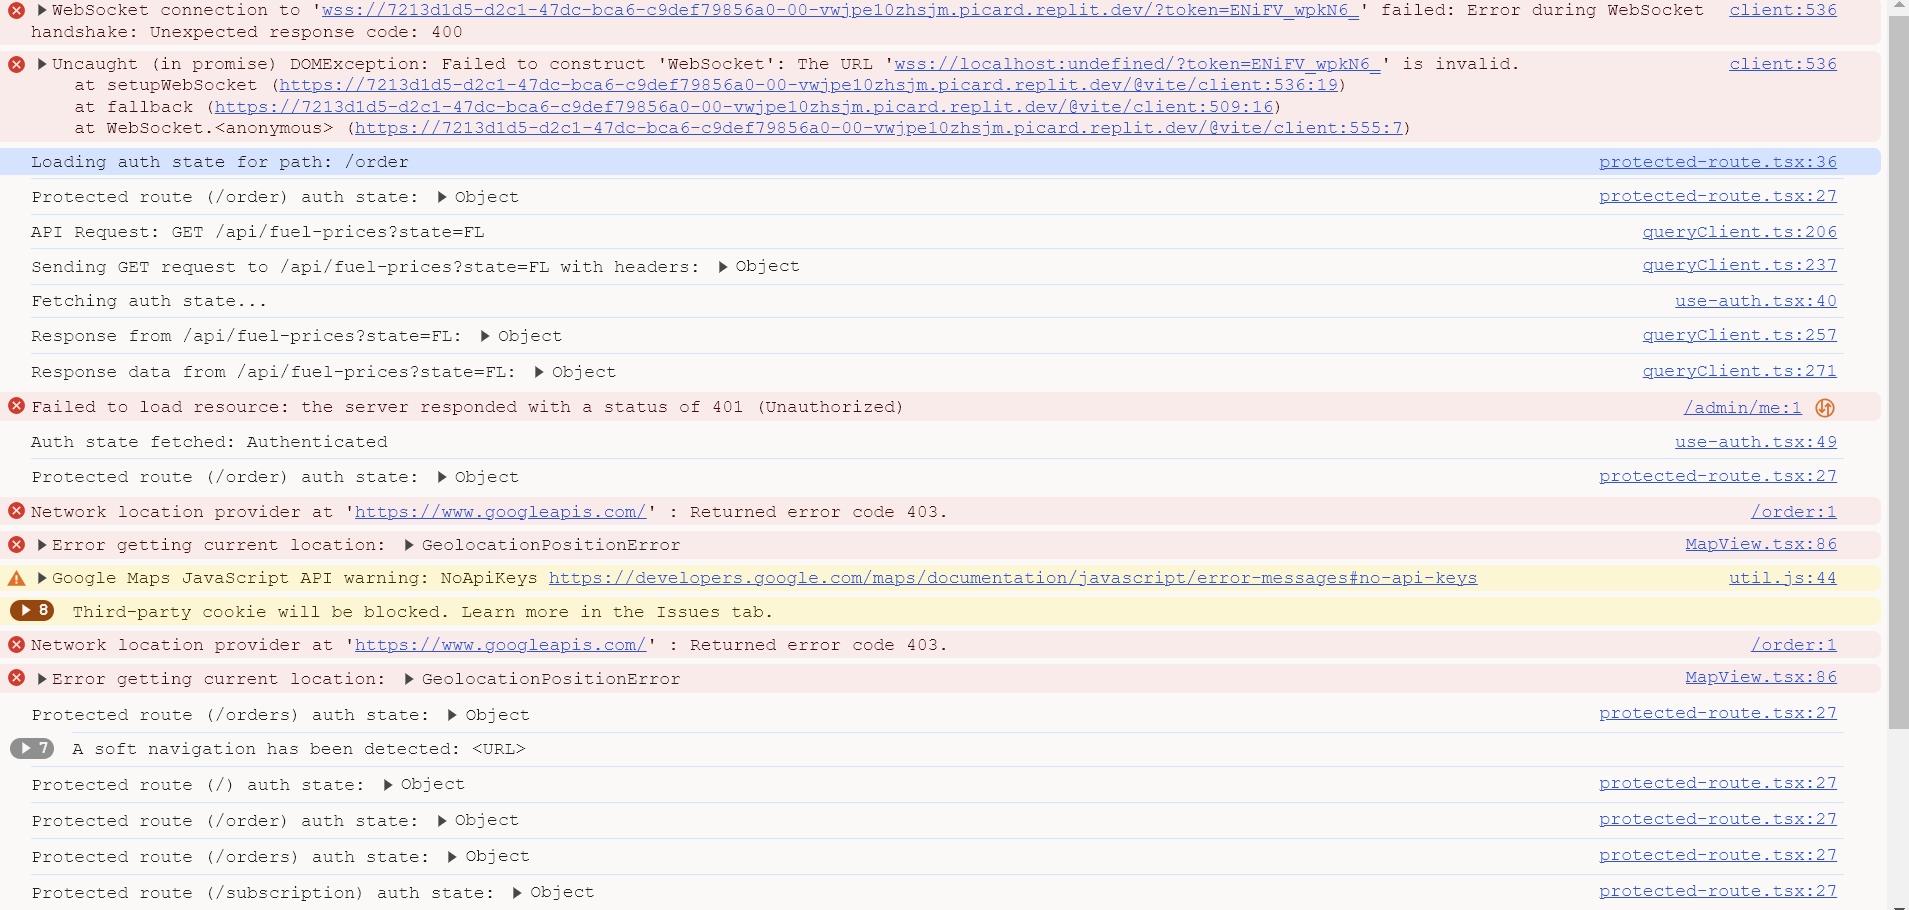 WebSocket connection to 'wss://7213d1d5-d2c1-47dc-bca6-c9def79856a0-00-vwjpe10zhsjm.picard.replit.dev/?token=ENiFV_wpkN6_' failed: Error during WebSocket client:536
handshake: Unexpected response code: 400
Uncaught (in promise) DOMException: Failed to construct 'WebSocket': The URL 'wss://localhost:undefined/?token=ENiFV_wpkN6_' is invalid. client:536
at setupWebSocket (https://7213d1d5-d2c1-47dc-bca6-c9def79856a0-00-vwjpe10zhsjm.picard.replit.dev/@vite/client:536:19)
at fallback (https://7213d1d5-d2c1-47dc-bca6-c9def79856a0-00-vwjpe10zhsjm.picard.replit.dev/@vite/client:509:16)
at WebSocket.<anonymous> (https://7213d1d5-d2c1-47dc-bca6-c9def79856a0-00-vwjpe10zhsjm.picard.replit.dev/@vite/client:555:7)
Loading auth state for path: /order protected-route.tsx:36
Protected route (/order) auth state: Object protected-route.tsx:27
API Request: GET /api/fuel-prices?state=FL queryClient.ts:206
Sending GET request to /api/fuel-prices?state=FL with headers: Object queryClient.ts:237
Fetching auth state... use-auth.tsx:40
Response from /api/fuel-prices?state=FL: Object queryClient.ts:257
Response data from /api/fuel-prices?state=FL: Object queryClient.ts:271
Failed to load resource: the server responded with a status of 401 (Unauthorized) /admin/me:1
Auth state fetched: Authenticated use-auth.tsx:49
Protected route (/order) auth state: Object protected-route.tsx:27
Network location provider at 'https://www.googleapis.com/' : Returned error code 403. /order:1
Error getting current location: GeolocationPositionError MapView.tsx:86
Google Maps JavaScript API warning: NoApiKeys https://developers.google.com/maps/documentation/javascript/error-messages#no-api-keys util.js:44
8 Third-party cookie will be blocked. Learn more in the Issues tab.
Network location provider at 'https://www.googleapis.com/' : Returned error code 403. /order:1
Error getting current location: GeolocationPositionError MapView.tsx:86
Protected route (/orders) auth state: Object protected-route.tsx:27
7 A soft navigation has been detected: <URL>
Protected route (/) auth state: Object protected-route.tsx:27
Protected route (/order) auth state: Object protected-route.tsx:27
Protected route (/orders) auth state: Object protected-route.tsx:27
Protected route (/subscription) auth state: Object protected-route.tsx:27